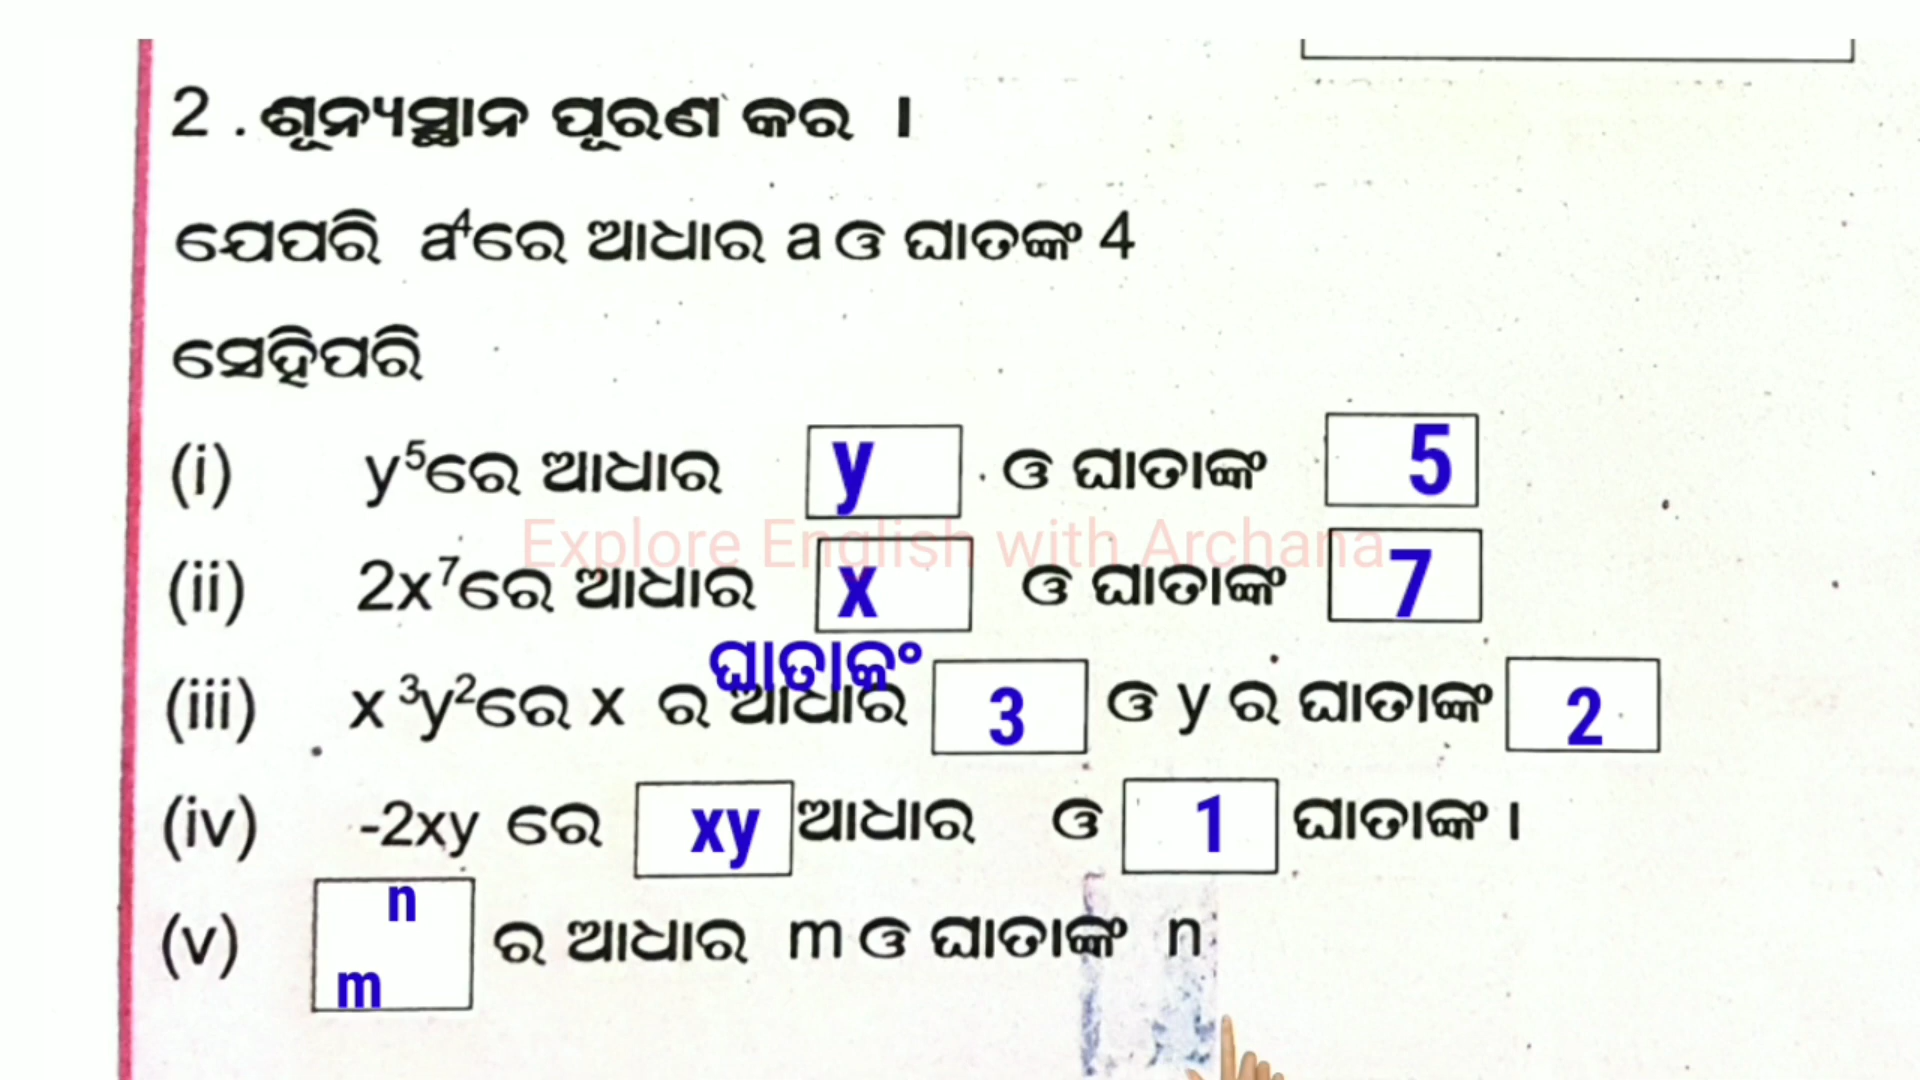 2 . ଶୂନ୍ୟସ୍ଥାନ ପୂରଣ କର ।
ଯେପରି a⁴ରେ ଆଧାର a ଓ ଘାତଙ୍କ 4
ସେହିପରି
(i) y⁵ରେ ଆଧାର y ଓ ଘାତାଙ୍କ 5
Explore English with Archana
(ii) 2x⁷ରେ ଆଧାର x ଓ ଘାତାଙ୍କ 7
ଘାତାକଂ
(iii) x ³y²ରେ x ର ଆଧାର 3 ଓ y ର ଘାତାଙ୍କ 2
(iv) -2xy ରେ xy ଆଧାର ଓ 1 ଘାତାଙ୍କ ।
(v) mⁿ ର ଆଧାର m ଓ ଘାତାଙ୍କ n